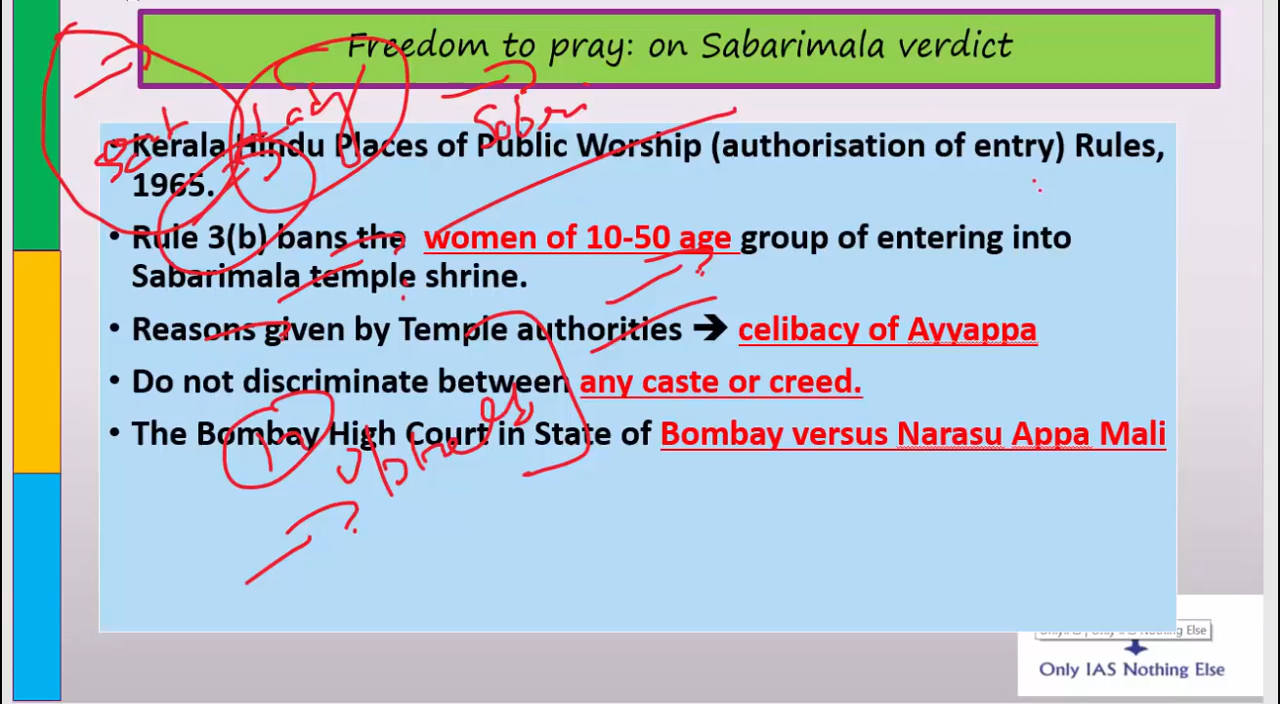 Freedom to pray: on Sabarimala verdict
• Kerala Hindu Places of Public Worship (authorisation of entry) Rules,
1965.
• Rule 3(b) bans the women of 10-50 age group of entering into
Sabarimala temple shrine.
• Reasons given by Temple authorities ➔ celibacy of Ayyappa
• Do not discriminate between any caste or creed.
• The Bombay High Court in State of Bombay versus Narasu Appa Mali
Nothing Else
Only IAS Nothing Else